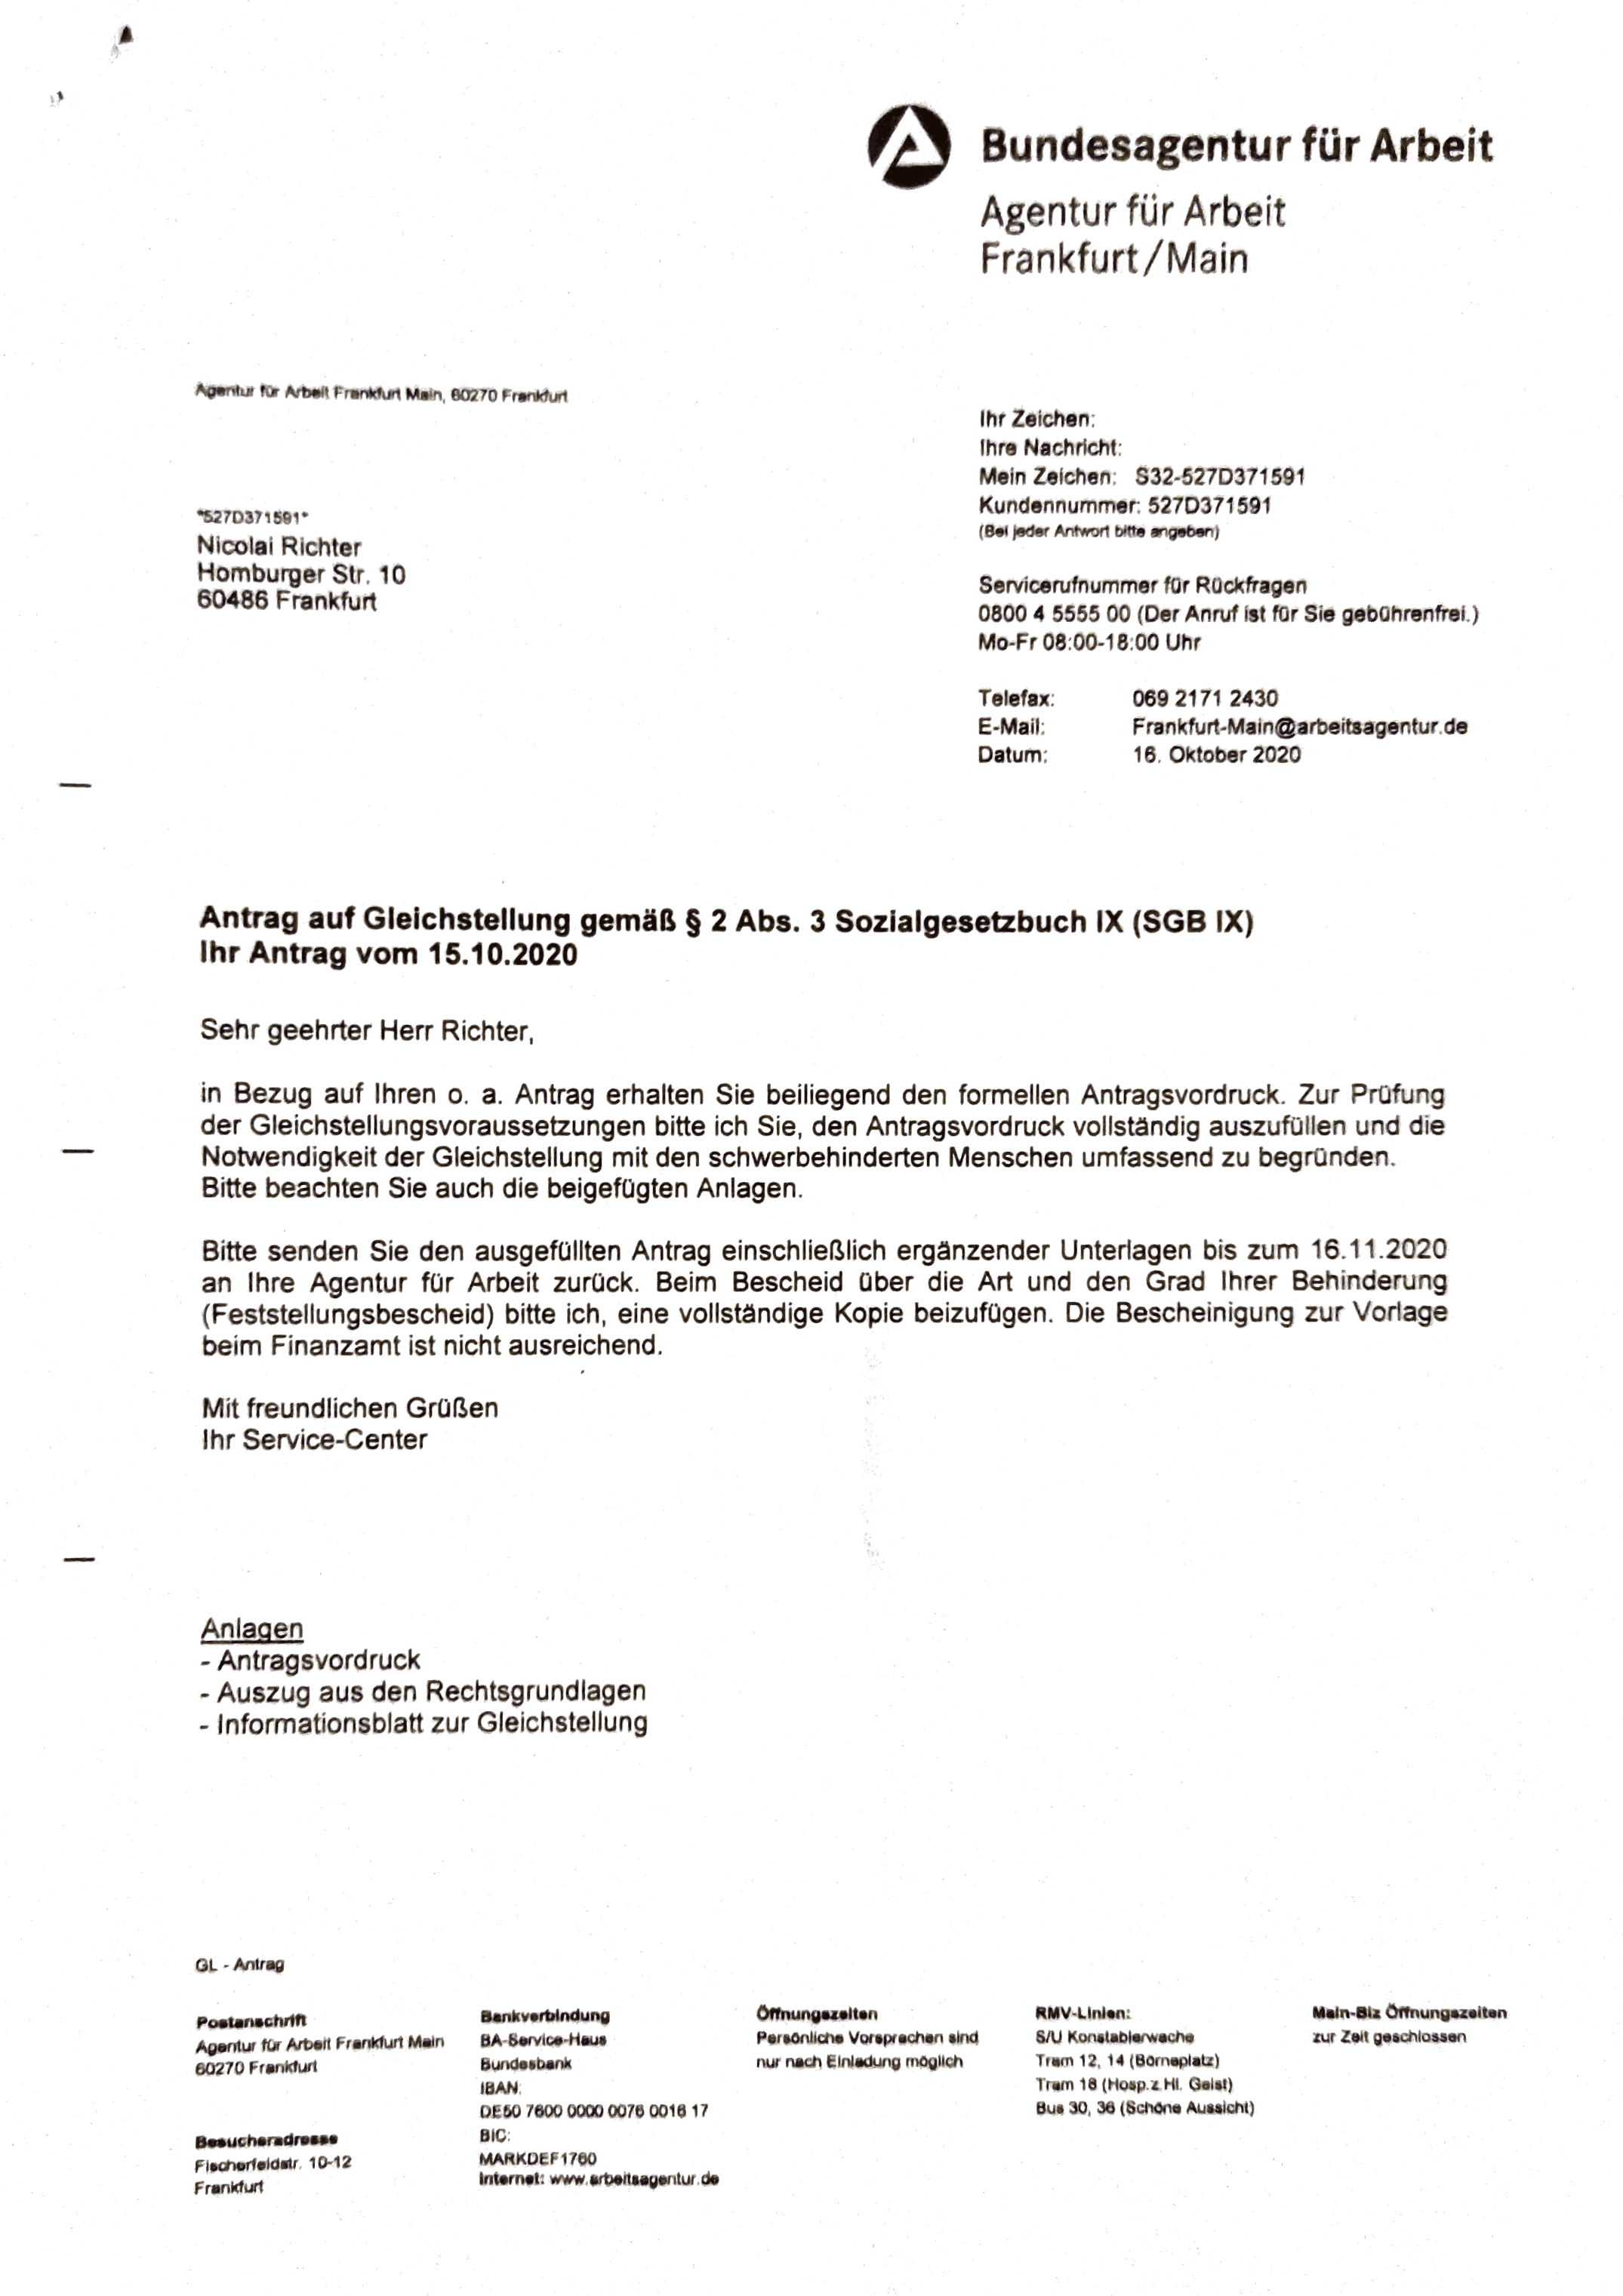 Bundesagentur für Arbeit
Agentur für Arbeit
Frankfurt/Main
Agentur für Arbeit Frankfurt Main, 60270 Frankfurt
Ihr Zeichen:
Ihre Nachricht:
Mein Zeichen: S32-527D371591
Kundennummer: 527D371591
(Bei jeder Antwort bitte angeben)
*527D371591*
Nicolai Richter
Homburger Str. 10
60486 Frankfurt
Servicerufnummer für Rückfragen
0800 4 5555 00 (Der Anruf ist für Sie gebührenfrei.)
Mo-Fr 08:00-18:00 Uhr
Telefax: 069 2171 2430
E-Mail: Frankfurt-Main@arbeitsagentur.de
Datum: 16. Oktober 2020
Antrag auf Gleichstellung gemäß § 2 Abs. 3 Sozialgesetzbuch IX (SGB IX)
Ihr Antrag vom 15.10.2020
Sehr geehrter Herr Richter,
in Bezug auf Ihren o. a. Antrag erhalten Sie beiliegend den formellen Antragsvordruck. Zur Prüfung
der Gleichstellungsvoraussetzungen bitte ich Sie, den Antragsvordruck vollständig auszufüllen und die
Notwendigkeit der Gleichstellung mit den schwerbehinderten Menschen umfassend zu begründen.
Bitte beachten Sie auch die beigefügten Anlagen.
Bitte senden Sie den ausgefüllten Antrag einschließlich ergänzender Unterlagen bis zum 16.11.2020
an Ihre Agentur für Arbeit zurück. Beim Bescheid über die Art und den Grad Ihrer Behinderung
(Feststellungsbescheid) bitte ich, eine vollständige Kopie beizufügen. Die Bescheinigung zur Vorlage
beim Finanzamt ist nicht ausreichend.
Mit freundlichen Grüßen
Ihr Service-Center
Anlagen
- Antragsvordruck
- Auszug aus den Rechtsgrundlagen
- Informationsblatt zur Gleichstellung
GL - Antrag
Postanschrift
Agentur für Arbeit Frankfurt Main
60270 Frankfurt
Besucheradresse
Fischerfeldstr. 10-12
Frankfurt
Bankverbindung
BA-Service-Haus
Bundesbank
IBAN:
DE50 7600 0000 0076 0016 17
BIC:
MARKDEF1760
Internet: www.arbeitsagentur.de
Öffnungszeiten
Persönliche Vorsprachen sind
nur nach Einladung möglich
RMV-Linien:
S/U Konstablerwache
Tram 12, 14 (Börneplatz)
Tram 18 (Hosp.z.Hl. Geist)
Bus 30, 36 (Schöne Aussicht)
Main-Biz Öffnungszeiten
zur Zeit geschlossen